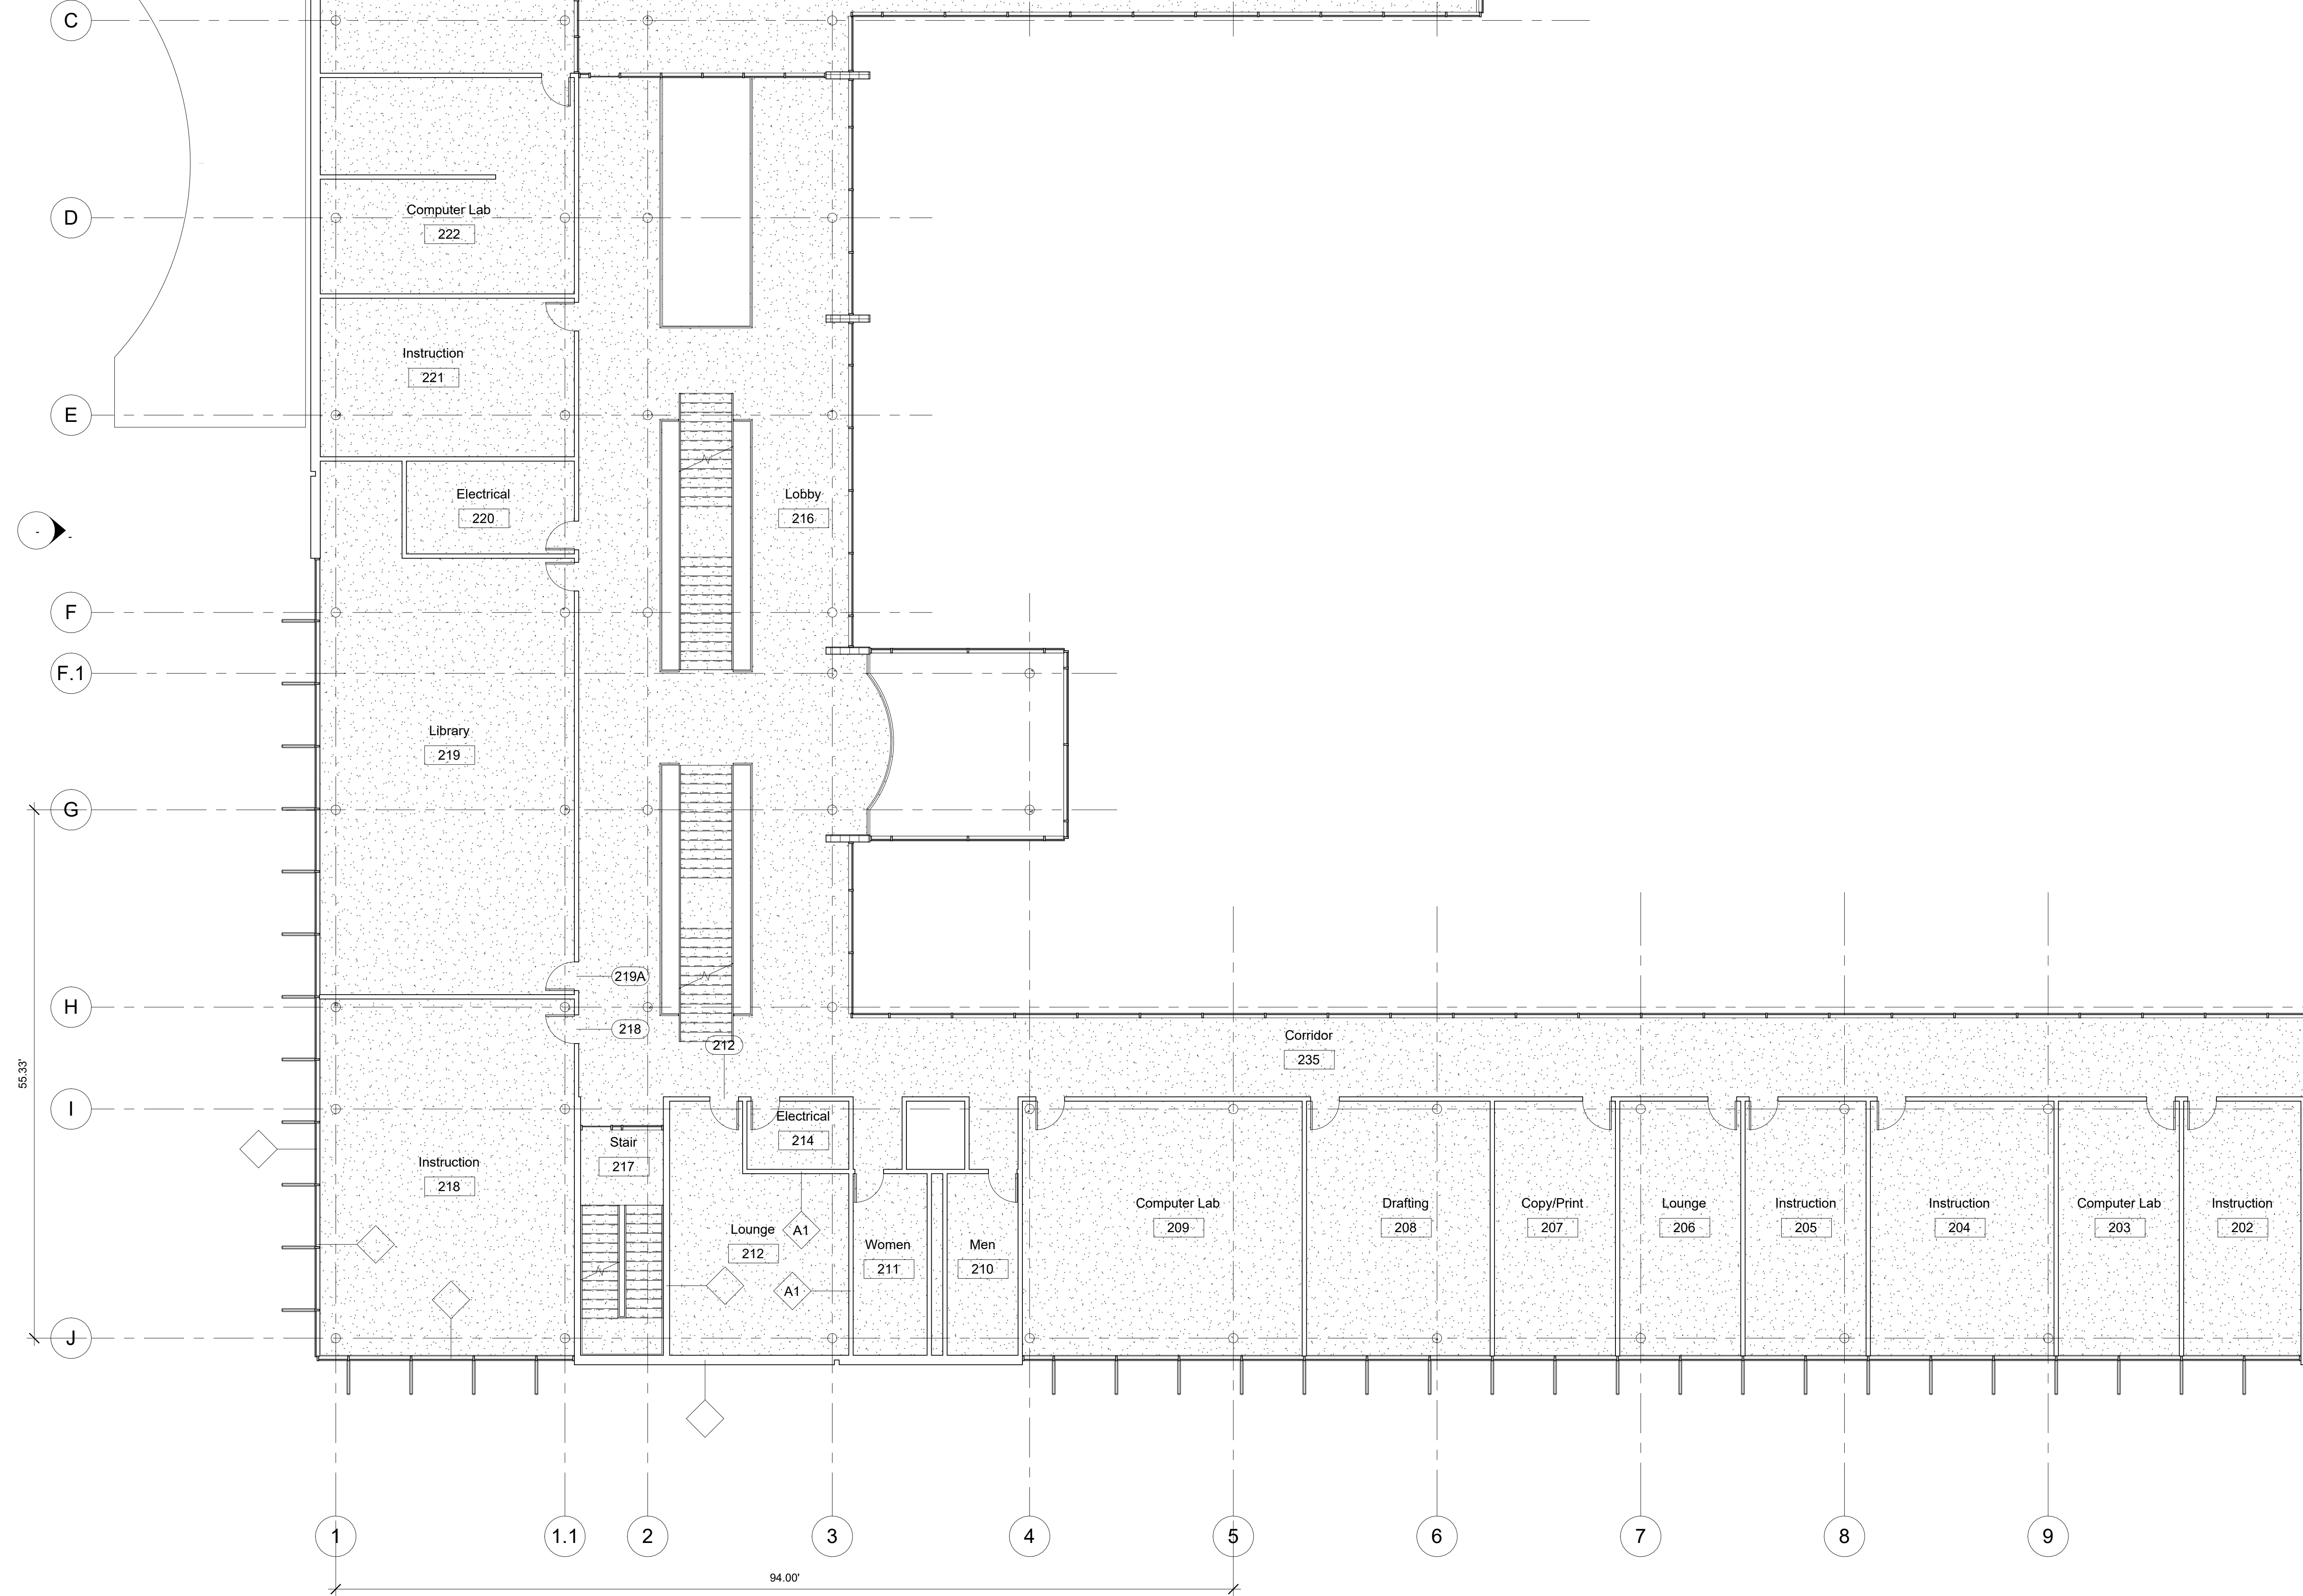 C
D
Computer Lab
222
Instruction
221
E
Electrical
220
Lobby
216
-
-
F
F.1
Library
219
G
219A
H
218
212
Corridor
235
55.33'
I
Electrical
214
Stair
217
Instruction
218
Lounge
212
A1
A1
Women
211
Men
210
Computer Lab
209
Drafting
208
Copy/Print
207
Lounge
206
Instruction
205
Instruction
204
Computer Lab
203
Instruction
202
J
1
1.1
2
3
4
5
6
7
8
9
94.00'